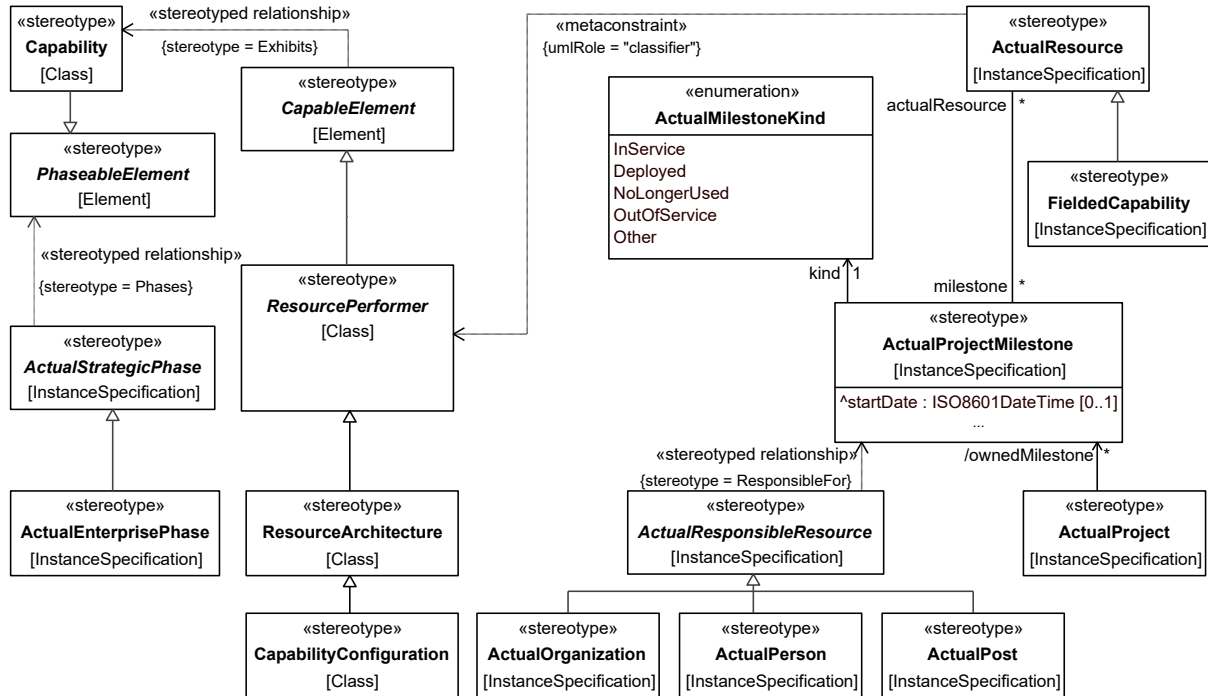 «stereotype»
Capability
[Class]
«stereotyped relationship»
{stereotype = Exhibits}
«metaconstraint»
{umlRole = "classifier"}
«stereotype»
ActualResource
[InstanceSpecification]
«stereotype»
CapableElement
[Element]
«enumeration»
ActualMilestoneKind
InService
Deployed
NoLongerUsed
OutOfService
Other
actualResource *
«stereotype»
PhaseableElement
[Element]
«stereotype»
FieldedCapability
[InstanceSpecification]
«stereotyped relationship»
{stereotype = Phases}
«stereotype»
ResourcePerformer
[Class]
kind 1
milestone *
«stereotype»
ActualStrategicPhase
[InstanceSpecification]
«stereotype»
ActualProjectMilestone
[InstanceSpecification]
^startDate : ISO8601DateTime [0..1]
...
«stereotyped relationship»
{stereotype = ResponsibleFor}
/ownedMilestone *
«stereotype»
ActualEnterprisePhase
[InstanceSpecification]
«stereotype»
ResourceArchitecture
[Class]
«stereotype»
ActualResponsibleResource
[InstanceSpecification]
«stereotype»
ActualProject
[InstanceSpecification]
«stereotype»
CapabilityConfiguration
[Class]
«stereotype»
ActualOrganization
[InstanceSpecification]
«stereotype»
ActualPerson
[InstanceSpecification]
«stereotype»
ActualPost
[InstanceSpecification]